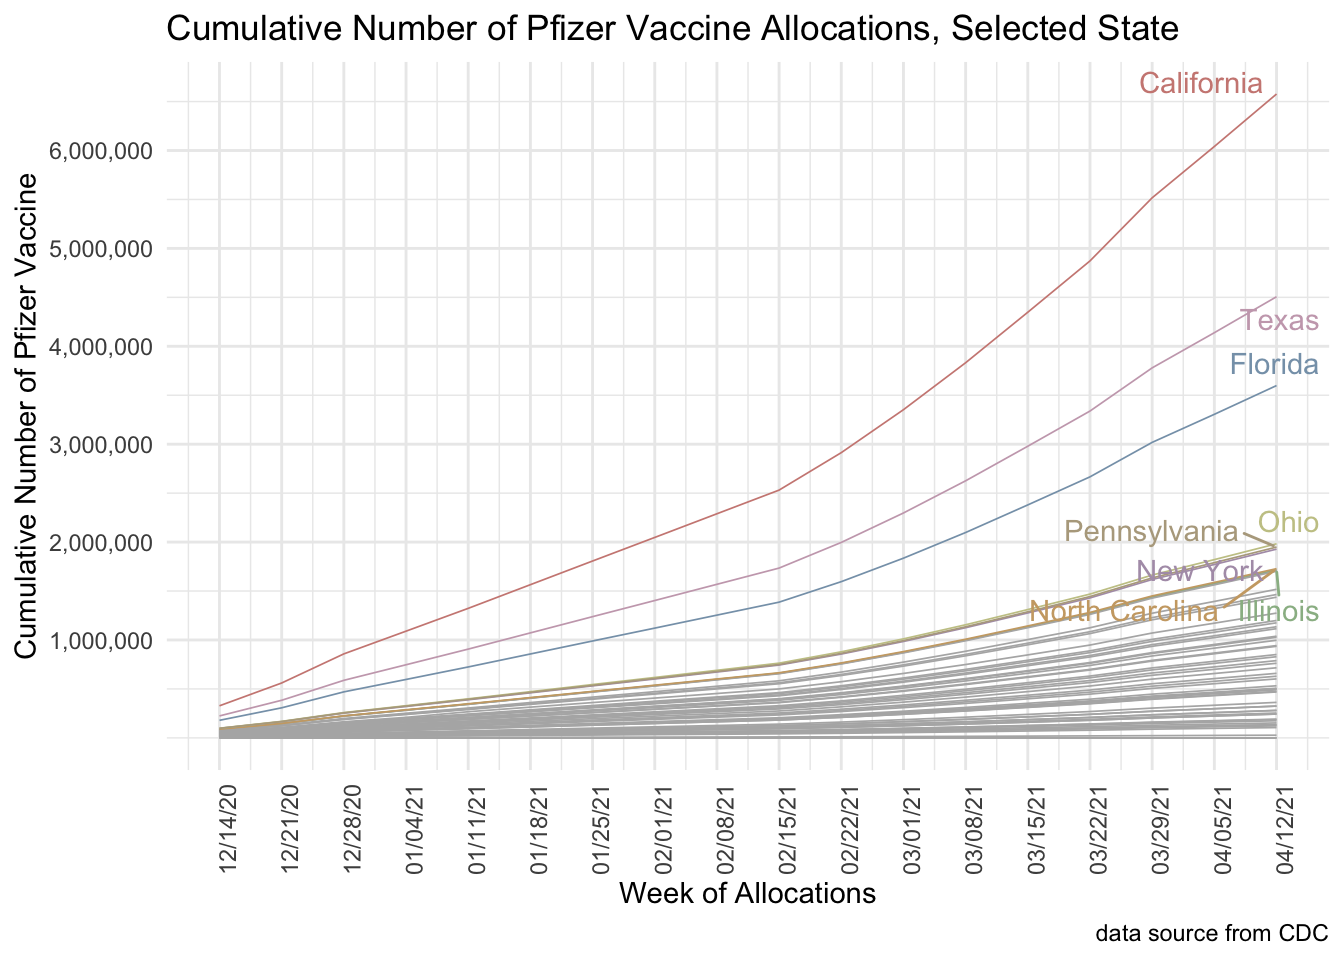 Cumulative Number of Pfizer Vaccine Allocations, Selected State
Cumulative Number of Pfizer Vaccine
6,000,000
5,000,000
4,000,000
3,000,000
2,000,000
1,000,000
California
Texas
Florida
Ohio
Pennsylvania
New York
North Carolina
Illinois
12/14/20
12/21/20
12/28/20
01/04/21
01/11/21
01/18/21
01/25/21
02/01/21
02/08/21
02/15/21
02/22/21
03/01/21
03/08/21
03/15/21
03/22/21
03/29/21
04/05/21
04/12/21
Week of Allocations
data source from CDC